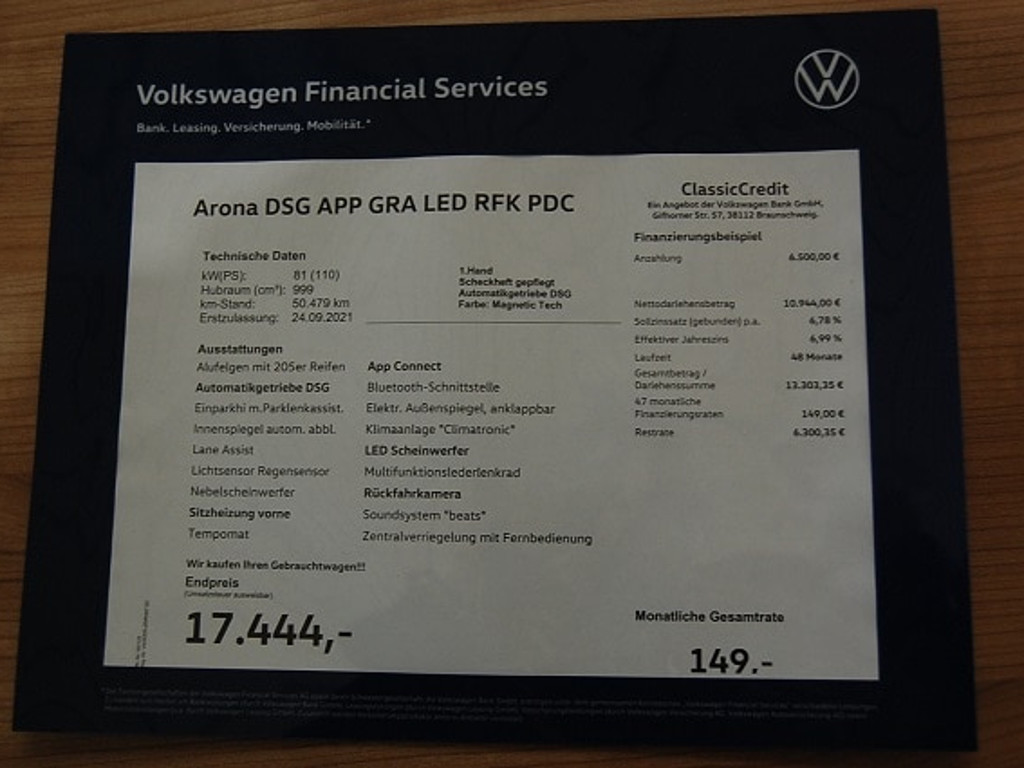 Volkswagen Financial Services
Bank. Leasing. Versicherung. Mobilität.*
Arona DSG APP GRA LED RFK PDC
Technische Daten
kW(PS): 81 (110)
Hubraum (cm³): 999
km-Stand: 50.479 km
Erstzulassung: 24.09.2021
1.Hand
Scheckheft gepflegt
Automatikgetriebe DSG
Farbe: Magnetic Tech
Ausstattungen
Alufelgen mit 205er Reifen
Automatikgetriebe DSG
Einparkhi m.Parklenkassist.
Innenspiegel autom. abbl.
Lane Assist
Lichtsensor Regensensor
Nebelscheinwerfer
Sitzheizung vorne
Tempomat
App Connect
Bluetooth-Schnittstelle
Elektr. Außenspiegel, anklappbar
Klimaanlage "Climatronic"
LED Scheinwerfer
Multifunktionslederlenkrad
Rückfahrkamera
Soundsystem "beats"
Zentralverriegelung mit Fernbedienung
Wir kaufen Ihren Gebrauchtwagen!!!
Endpreis
(Umsatzsteuer ausweisbar)
17.444,-
ClassicCredit
Ein Angebot der Volkswagen Bank GmbH,
Gifhorner Str. 57, 38112 Braunschweig.
Finanzierungsbeispiel
Anzahlung 6.500,00 €
Nettodarlehensbetrag 10.944,00 €
Sollzinssatz (gebunden) p.a. 6,78 %
Effektiver Jahreszins 6,99 %
Laufzeit 48 Monate
Gesamtbetrag /
Darlehenssumme 13.303,35 €
47 monatliche
Finanzierungsraten 149,00 €
Restrate 6.300,35 €
Monatliche Gesamtrate
149.-